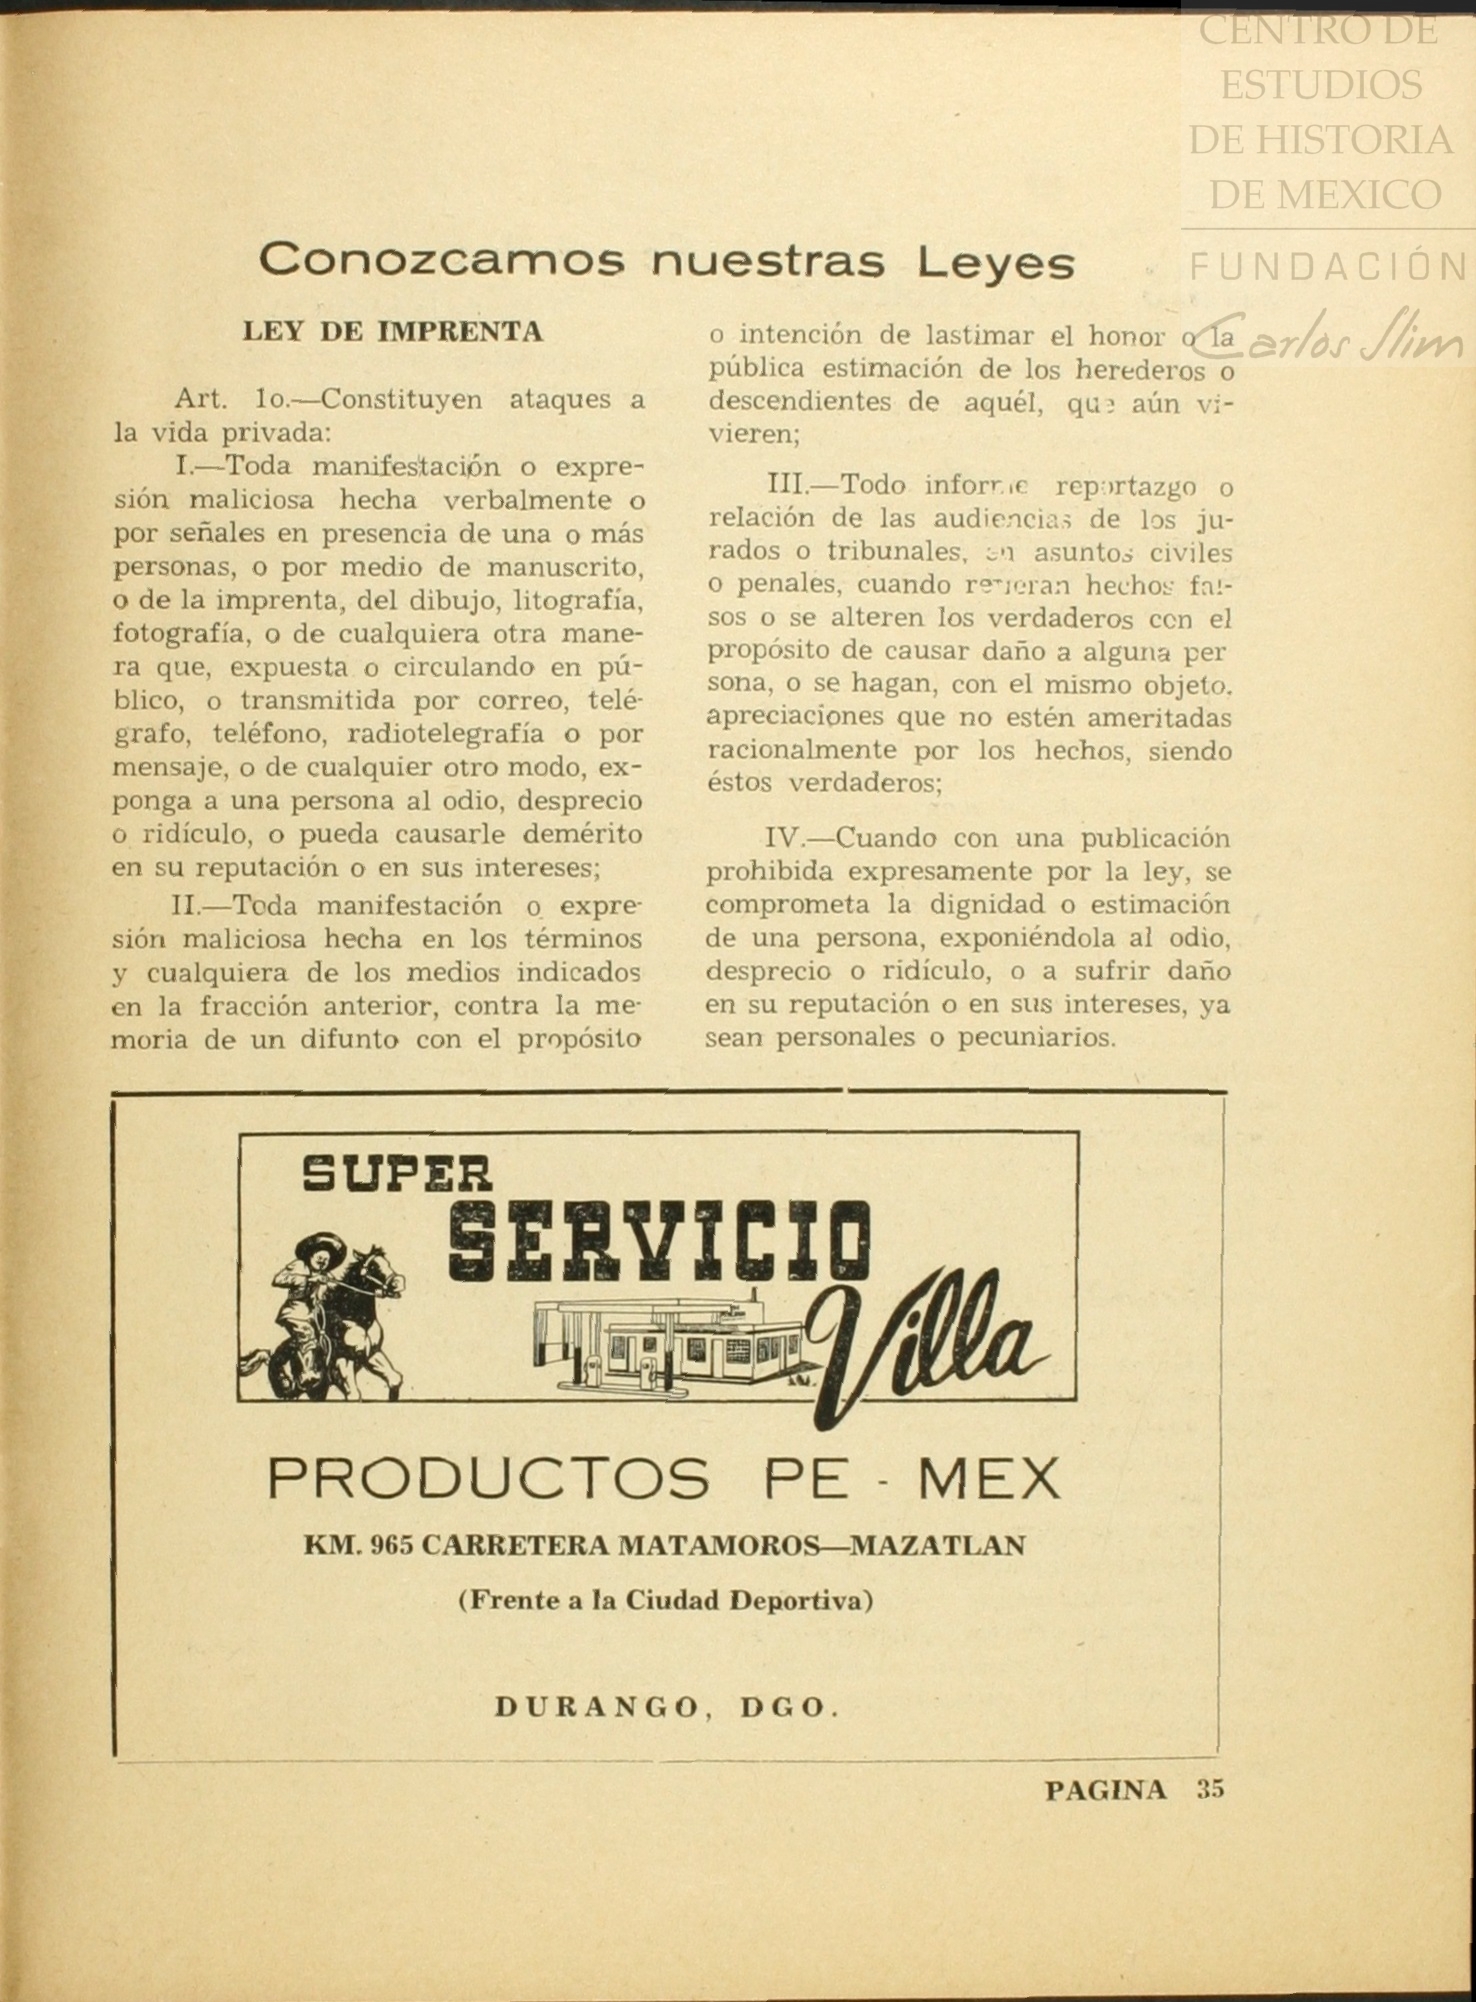 CENTRO DE
ESTUDIOS
DE HISTORIA
DE MEXICO
FUNDACIÓN
Carlos Slim
Conozcamos nuestras Leyes
LEY DE IMPRENTA
Art. 1o.—Constituyen ataques a
la vida privada:
I.—Toda manifestación o expre-
sión maliciosa hecha verbalmente o
por señales en presencia de una o más
personas, o por medio de manuscrito,
o de la imprenta, del dibujo, litografía,
fotografía, o de cualquiera otra mane-
ra que, expuesta o circulando en pú-
blico, o transmitida por correo, telé-
grafo, teléfono, radiotelegrafía o por
mensaje, o de cualquier otro modo, ex-
ponga a una persona al odio, desprecio
o ridículo, o pueda causarle demérito
en su reputación o en sus intereses;
II.—Toda manifestación o expre-
sión maliciosa hecha en los términos
y cualquiera de los medios indicados
en la fracción anterior, contra la me-
moria de un difunto con el propósito
o intención de lastimar el honor o la
pública estimación de los herederos o
descendientes de aquél, que aún vi-
vieren;
III.—Todo informe reportazgo o
relación de las audiencias de los ju-
rados o tribunales, en asuntos civiles
o penales, cuando refieran hechos fal-
sos o se alteren los verdaderos con el
propósito de causar daño a alguna per
sona, o se hagan, con el mismo objeto,
apreciaciones que no estén ameritadas
racionalmente por los hechos, siendo
éstos verdaderos;
IV.—Cuando con una publicación
prohibida expresamente por la ley, se
comprometa la dignidad o estimación
de una persona, exponiéndola al odio,
desprecio o ridículo, o a sufrir daño
en su reputación o en sus intereses, ya
sean personales o pecuniarios.
SUPER
SERVICIO
Villa
PRODUCTOS PE - MEX
KM. 965 CARRETERA MATAMOROS—MAZATLAN
(Frente a la Ciudad Deportiva)
DURANGO, DGO.
PAGINA 35